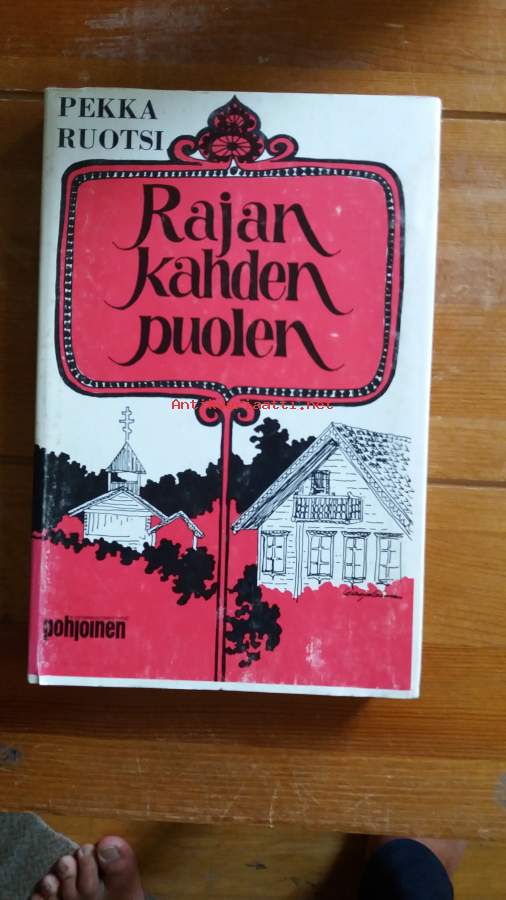 PEKKA
RUOTSI
Rajan
kahden
puolen
pohjoinen